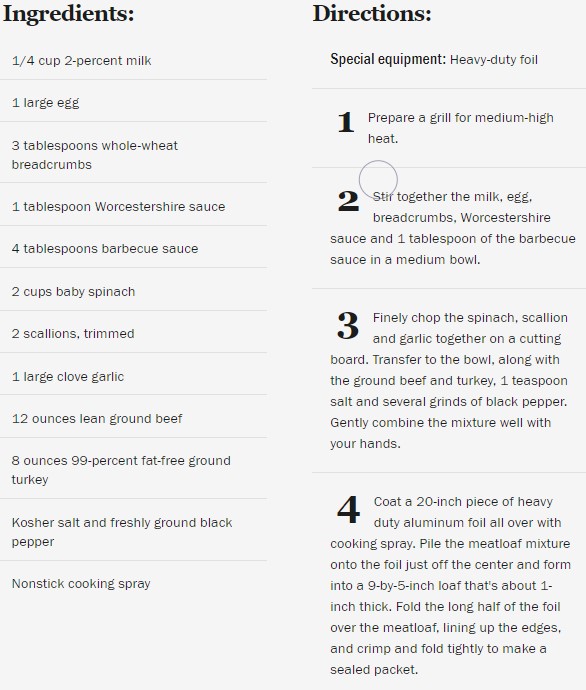 Ingredients:
1/4 cup 2-percent milk
1 large egg
3 tablespoons whole-wheat
breadcrumbs
1 tablespoon Worcestershire sauce
4 tablespoons barbecue sauce
2 cups baby spinach
2 scallions, trimmed
1 large clove garlic
12 ounces lean ground beef
8 ounces 99-percent fat-free ground
turkey
Kosher salt and freshly ground black
pepper
Nonstick cooking spray
Directions:
Special equipment: Heavy-duty foil
1 Prepare a grill for medium-high
heat.
2 Stir together the milk, egg,
breadcrumbs, Worcestershire
sauce and 1 tablespoon of the barbecue
sauce in a medium bowl.
3 Finely chop the spinach, scallion
and garlic together on a cutting
board. Transfer to the bowl, along with
the ground beef and turkey, 1 teaspoon
salt and several grinds of black pepper.
Gently combine the mixture well with
your hands.
4 Coat a 20-inch piece of heavy
duty aluminum foil all over with
cooking spray. Pile the meatloaf mixture
onto the foil just off the center and form
into a 9-by-5-inch loaf that's about 1-
inch thick. Fold the long half of the foil
over the meatloaf, lining up the edges,
and crimp and fold tightly to make a
sealed packet.